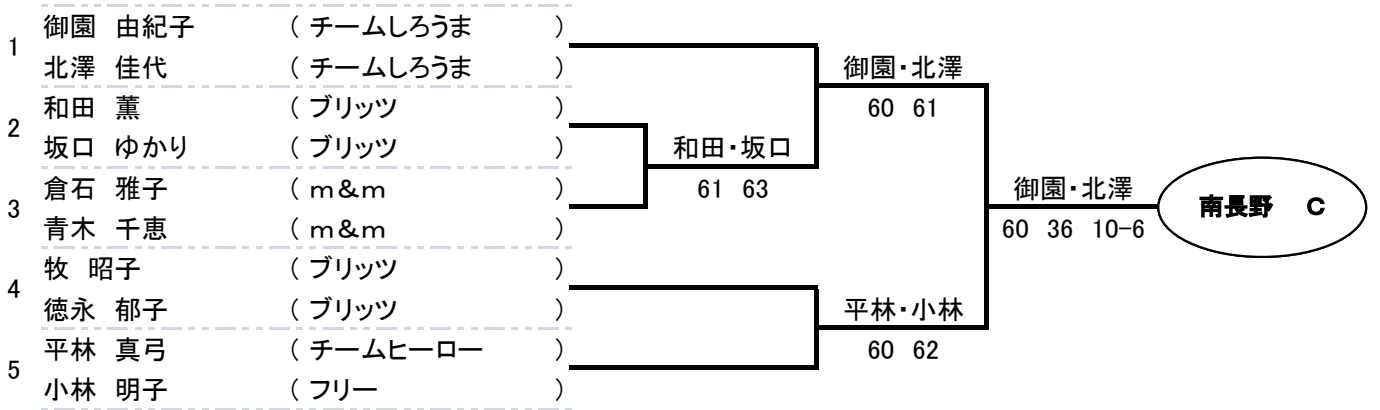 1
御園 由紀子 ( チームしろうま )
北澤 佳代 ( チームしろうま )
2
和田 薫 ( ブリッツ )
坂口 ゆかり ( ブリッツ )
3
倉石 雅子 ( m&m )
青木 千恵 ( m&m )
4
牧 昭子 ( ブリッツ )
徳永 郁子 ( ブリッツ )
5
平林 真弓 ( チームヒーロー )
小林 明子 ( フリー )
和田・坂口
61 63
御園・北澤
60 61
平林・小林
60 62
御園・北澤
60 36 10-6
南長野 C